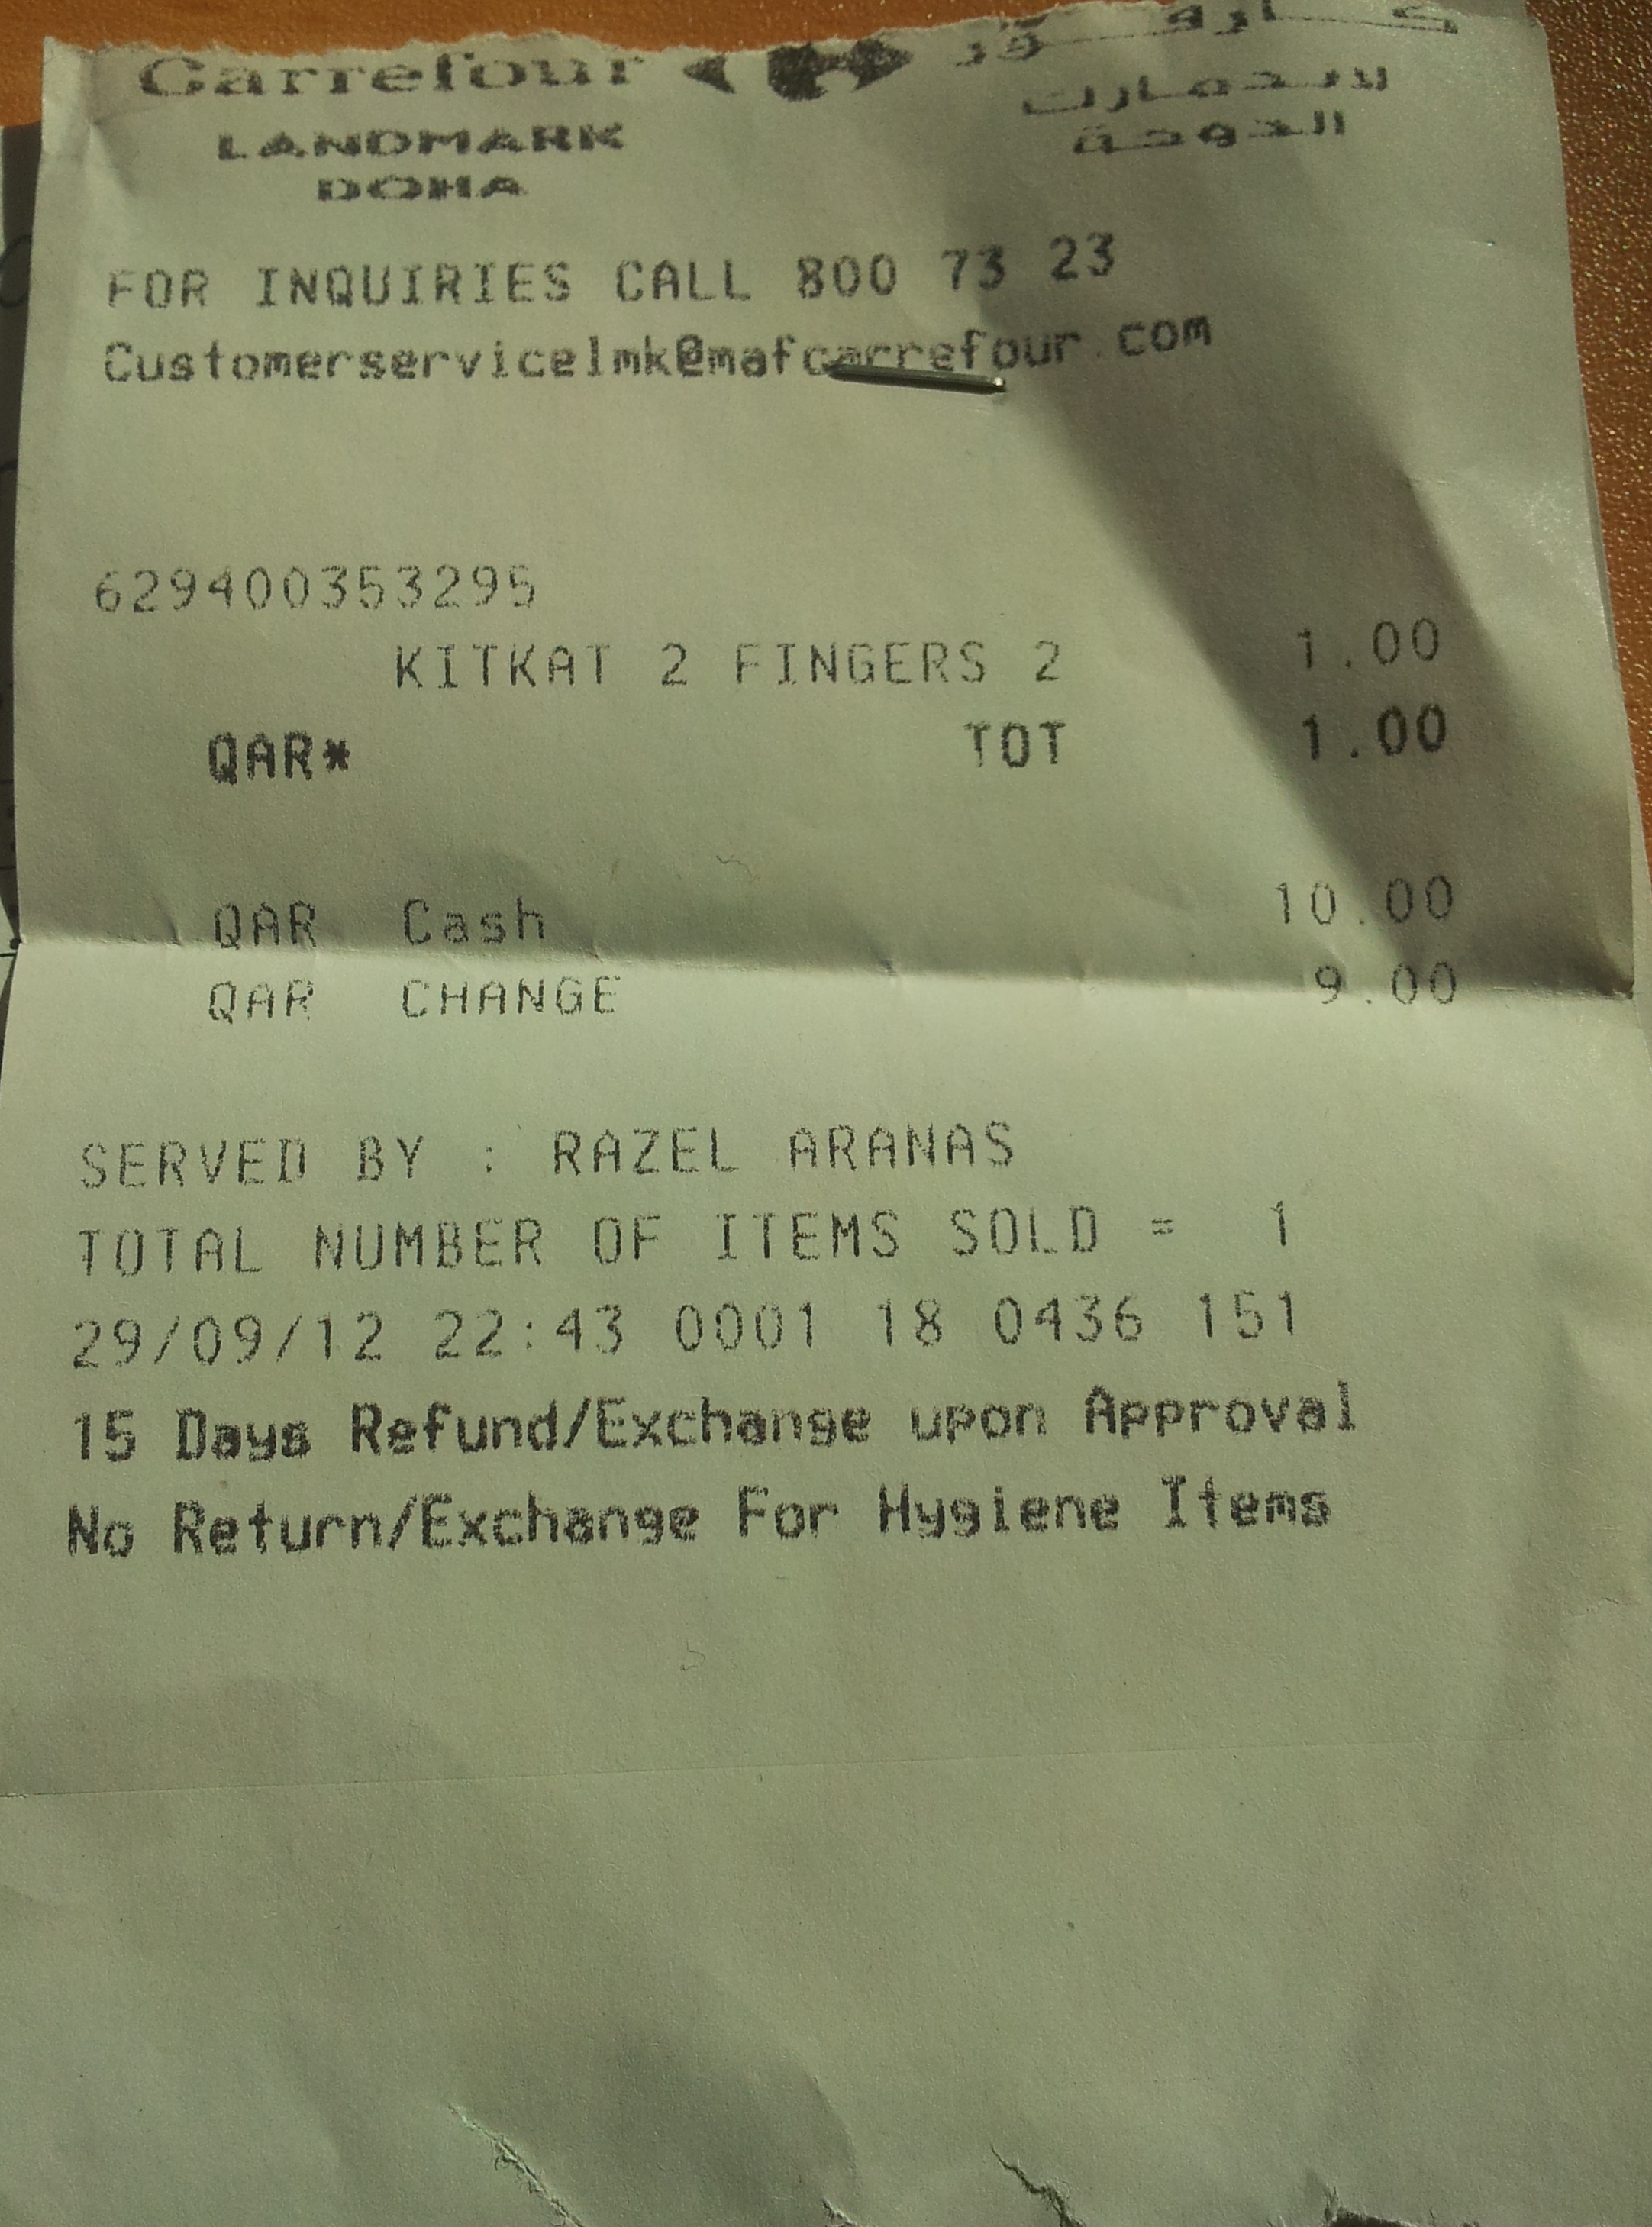 Carrefour كارفور
LANDMARK لاندمارك
DOHA الدوحة
FOR INQUIRIES CALL 800 73 23
Customerservicelmk@mafcarrefour.com
629400353295
KITKAT 2 FINGERS 2 1.00
QAR* TOT 1.00
QAR Cash 10.00
QAR CHANGE 9.00
SERVED BY : RAZEL ARANAS
TOTAL NUMBER OF ITEMS SOLD = 1
29/09/12 22:43 0001 18 0436 151
15 Days Refund/Exchange upon Approval
No Return/Exchange For Hygiene Items